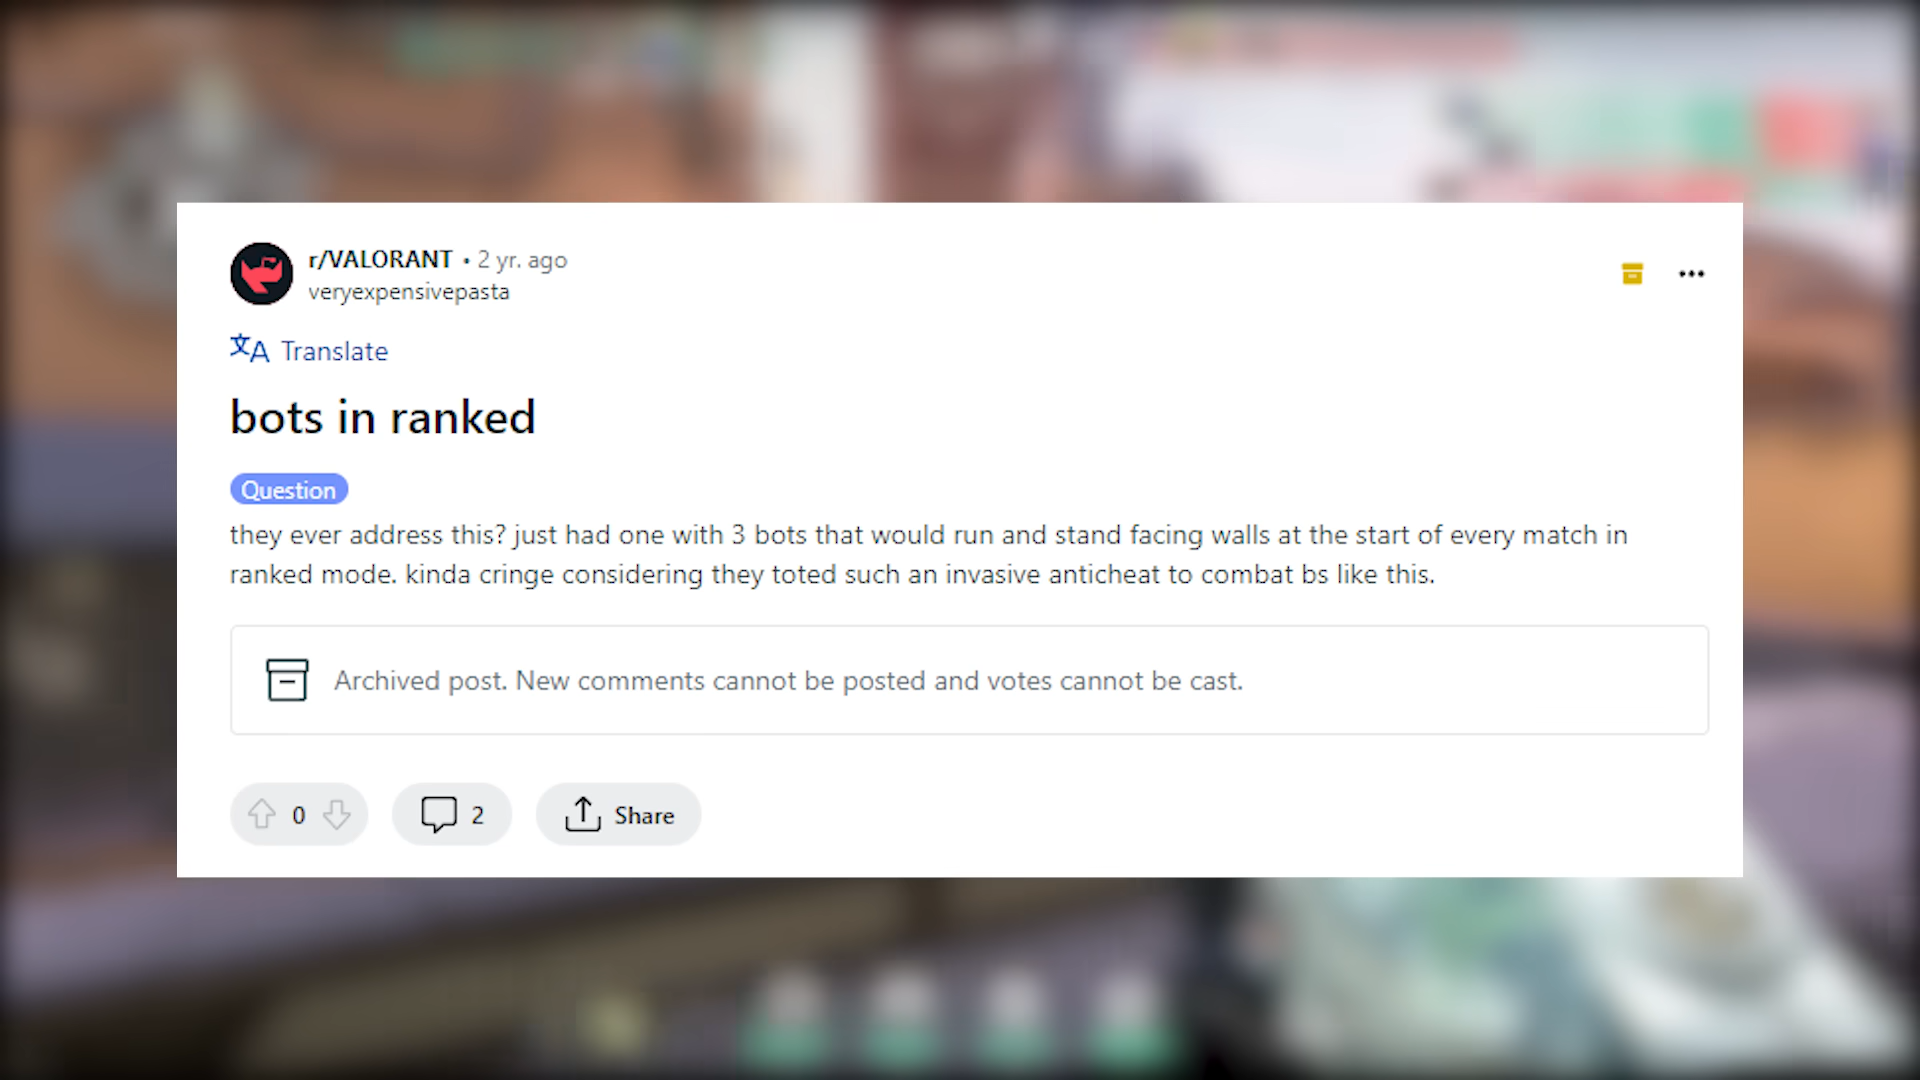 r/VALORANT • 2 yr. ago
veryexpensivepasta
Translate
bots in ranked
Question
they ever address this? just had one with 3 bots that would run and stand facing walls at the start of every match in
ranked mode. kinda cringe considering they toted such an invasive anticheat to combat bs like this.
Archived post. New comments cannot be posted and votes cannot be cast.
0 2 Share